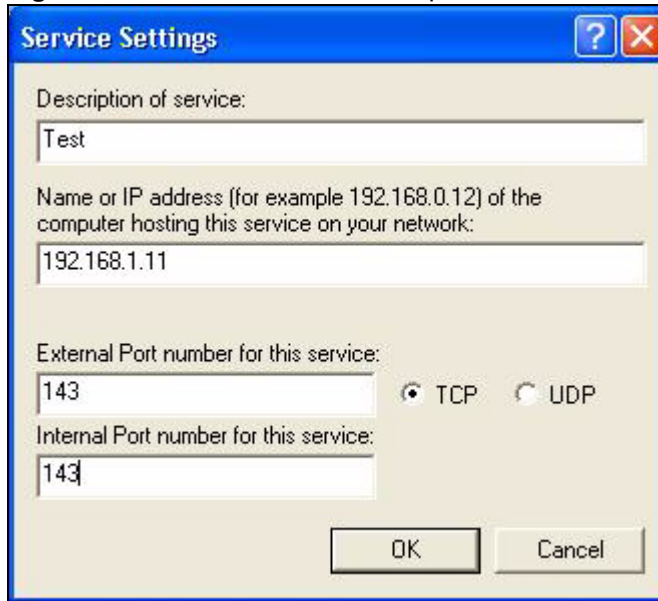 Service Settings
Description of service:
Test
Name or IP address (for example 192.168.0.12) of the
computer hosting this service on your network:
192.168.1.11
External Port number for this service:
143
TCP
UDP
Internal Port number for this service:
143
OK
Cancel